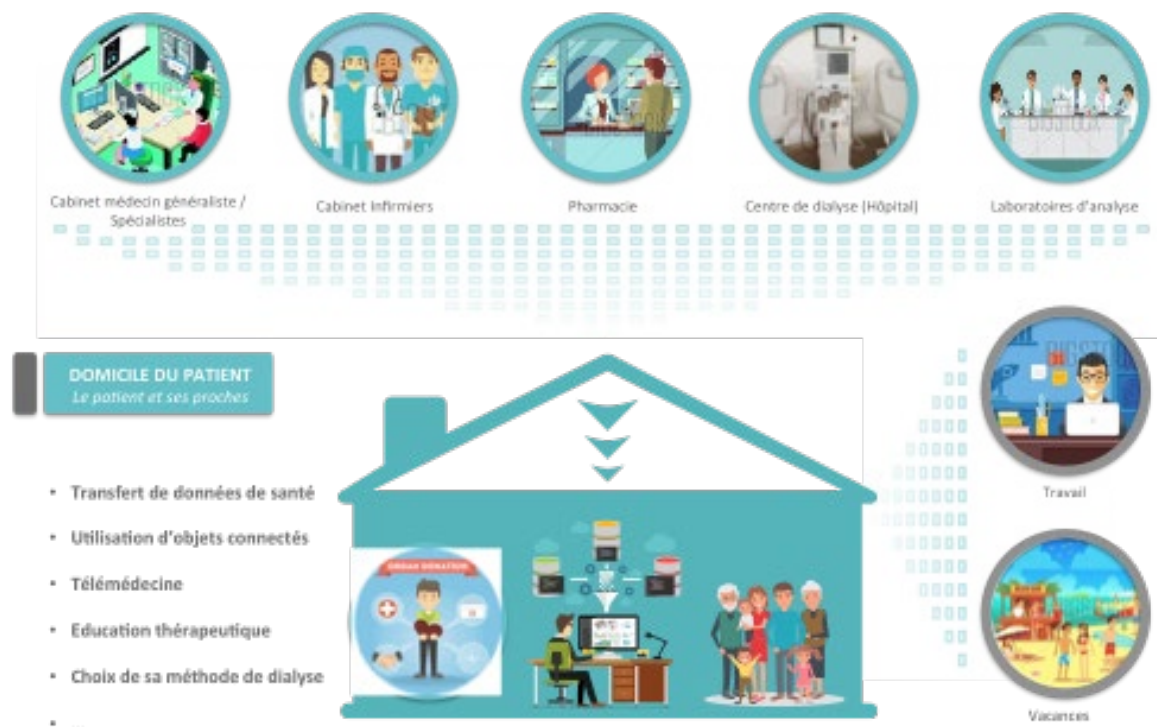 Cabinet médecin généraliste /
Spécialistes
Cabinet Infirmiers
Pharmacie
Centre de dialyse (Hôpital)
Laboratoires d'analyse
DOMICILE DU PATIENT
Le patient et ses proches
• Transfert de données de santé
• Utilisation d'objets connectés
• Télémédecine
• Education thérapeutique
• Choix de sa méthode de dialyse
• ...
ORGAN DONATION
BIGSTOCK
BIGSTOCK
Travail
Vacances